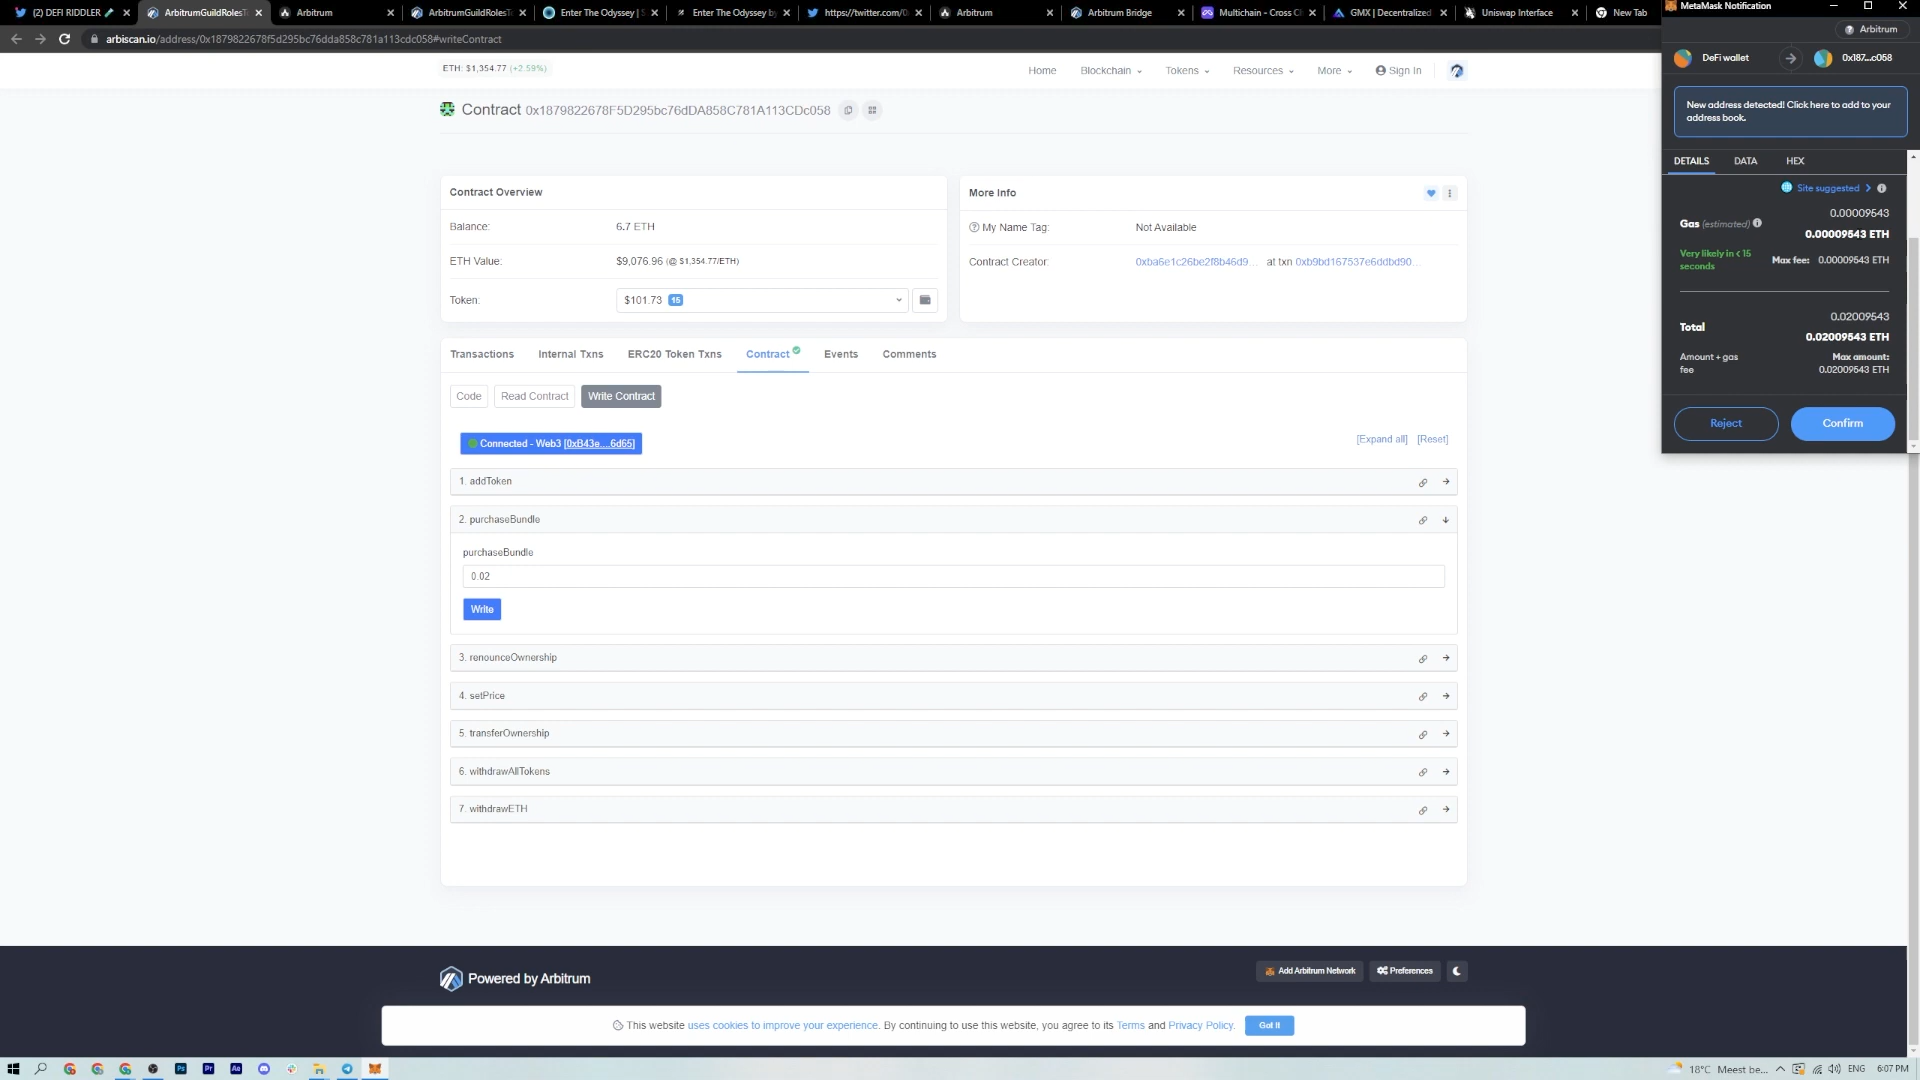 (2) DEFI RIDDLER
ArbitrumGuildRolesT
Arbitrum
ArbitrumGuildRolesT
Enter The Odyssey | S
Enter The Odyssey by
https://twitter.com/0
Arbitrum
Arbitrum Bridge
Multichain - Cross Ch
GMX | Decentralized
Uniswap Interface
New Tab
arbiscan.io/address/0x1879822678f5d295bc76dda858c781a113cdc058#writeContract
ETH: $1,354.77 (+2.59%)
Home
Blockchain
Tokens
Resources
More
Sign In
Contract 0x1879822678F5D295bc76dDA858C781A113CDc058
Contract Overview
Balance:
6.7 ETH
ETH Value:
$9,076.96 (@ $1,354.77/ETH)
Token:
$101.73 15
More Info
My Name Tag:
Not Available
Contract Creator:
0xba6e1c26be2f8b46d9... at txn 0xb9bd167537e6ddbd90...
Transactions
Internal Txns
ERC20 Token Txns
Contract
Events
Comments
Code
Read Contract
Write Contract
Connected - Web3 [0xB43e....6d65]
[Expand all] [Reset]
1. addToken
2. purchaseBundle
purchaseBundle
0.02
Write
3. renounceOwnership
4. setPrice
5. transferOwnership
6. withdrawAllTokens
7. withdrawETH
Powered by Arbitrum
Add Arbitrum Network
Preferences
This website uses cookies to improve your experience. By continuing to use this website, you agree to its Terms and Privacy Policy.
Got It
MetaMask Notification
Arbitrum
DeFi wallet
0x187...c058
New address detected! Click here to add to your
address book.
DETAILS
DATA
HEX
Site suggested
Gas (estimated)
0.00009543
0.00009543 ETH
Very likely in < 15
seconds
Max fee: 0.00009543 ETH
Total
0.02009543
0.02009543 ETH
Amount + gas
fee
Max amount:
0.02009543 ETH
Reject
Confirm
Ps
Pr
Ae
18°C Meest be...
ENG
6:07 PM